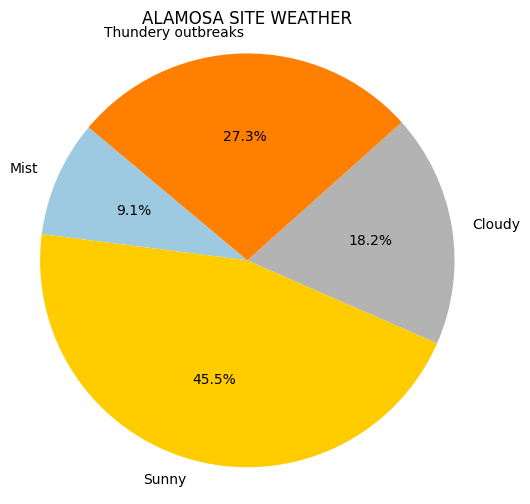 ALAMOSA SITE WEATHER
Thundery outbreaks
27.3%
Mist
9.1%
Cloudy
18.2%
45.5%
Sunny